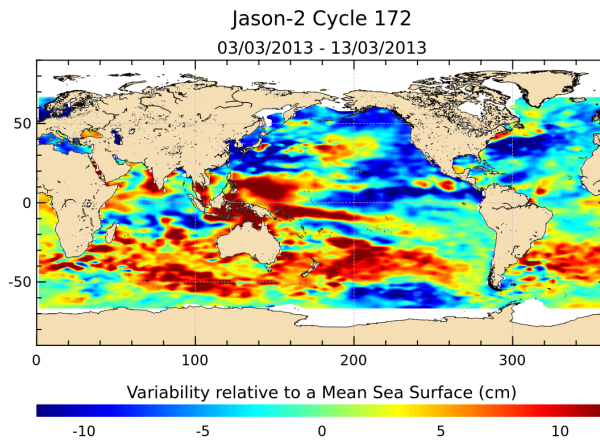 Jason-2 Cycle 172
03/03/2013 - 13/03/2013
50
0
-50
0 100 200 300
Variability relative to a Mean Sea Surface (cm)
-10 -5 0 5 10